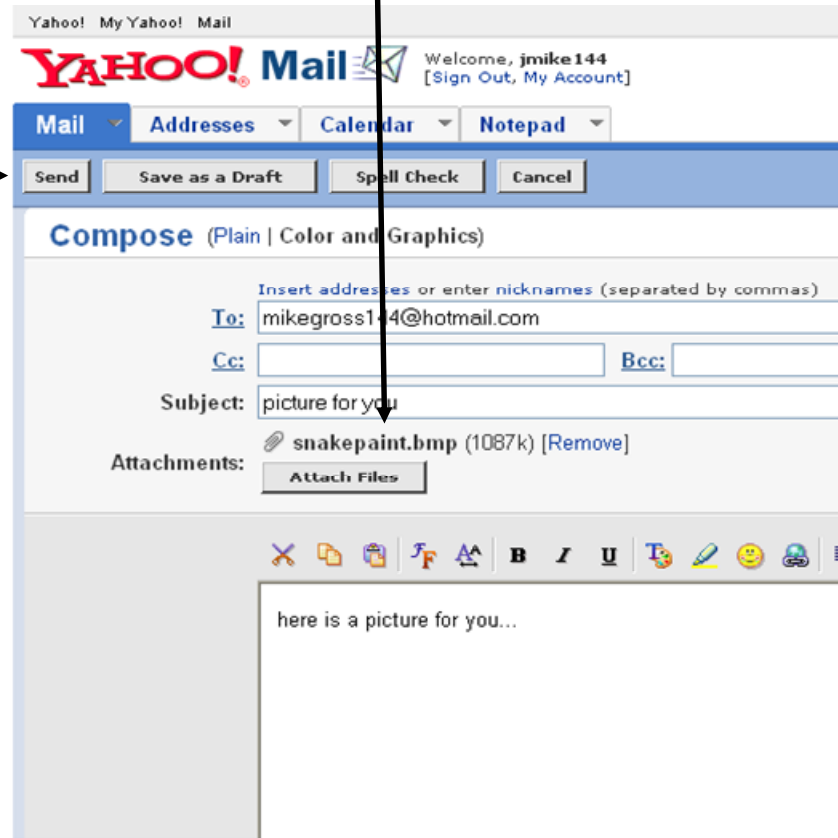 Yahoo! My Yahoo! Mail
YAHOO! Mail Welcome, jmike144
[Sign Out, My Account]
Mail Addresses Calendar Notepad
Send Save as a Draft Spell Check Cancel
Compose (Plain | Color and Graphics)
Insert addresses or enter nicknames (separated by commas)
To: mikegross144@hotmail.com
Cc: Bcc:
Subject: picture for you
Attachments: snakepaint.bmp (1087k) [Remove]
Attach Files
B I U
here is a picture for you...